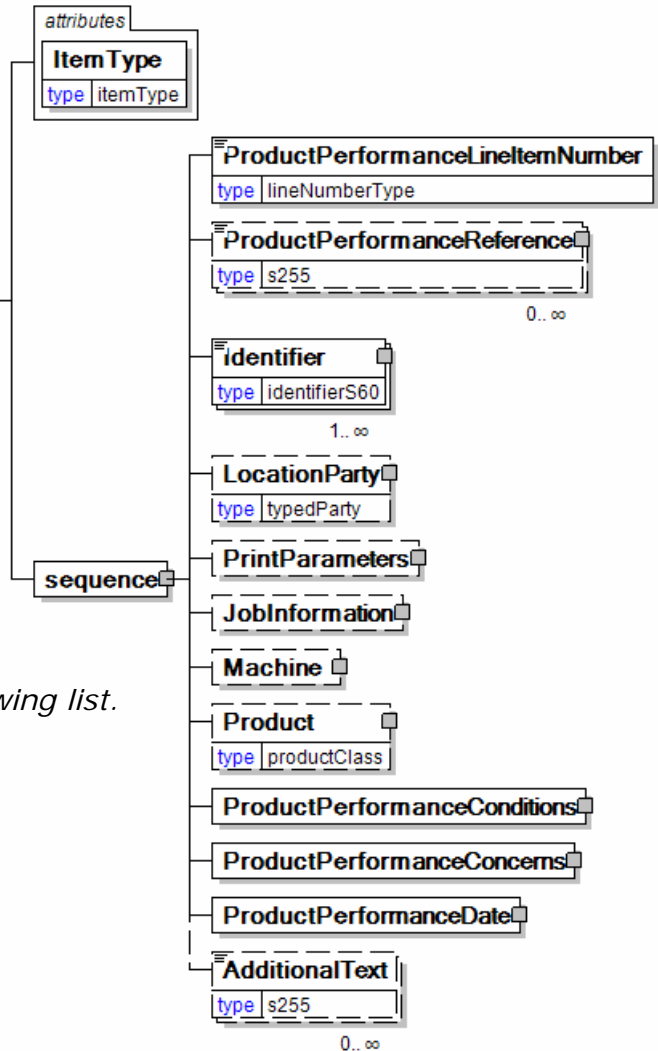 attributes
ItemType
type itemType
ProductPerformanceLineItemNumber
type lineNumberType
ProductPerformanceReference
type s255
0.. ∞
Identifier
type identifierS60
1.. ∞
LocationParty
type typedParty
PrintParameters
sequence
JobInformation
Machine
wing list.
Product
type productClass
ProductPerformanceConditions
ProductPerformanceConcerns
ProductPerformanceDate
AdditionalText
type s255
0.. ∞